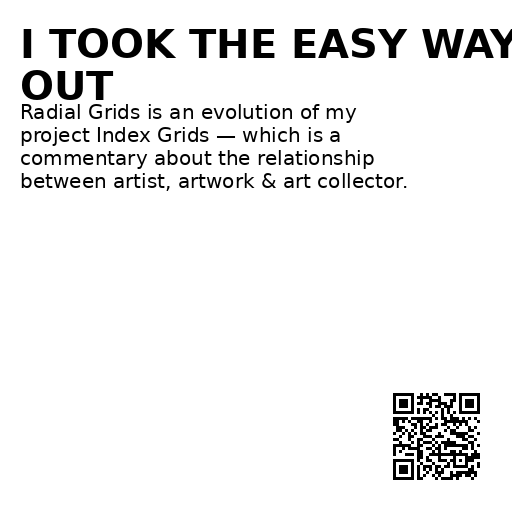 I TOOK THE EASY WAY
OUT
Radial Grids is an evolution of my
project Index Grids — which is a
commentary about the relationship
between artist, artwork & art collector.